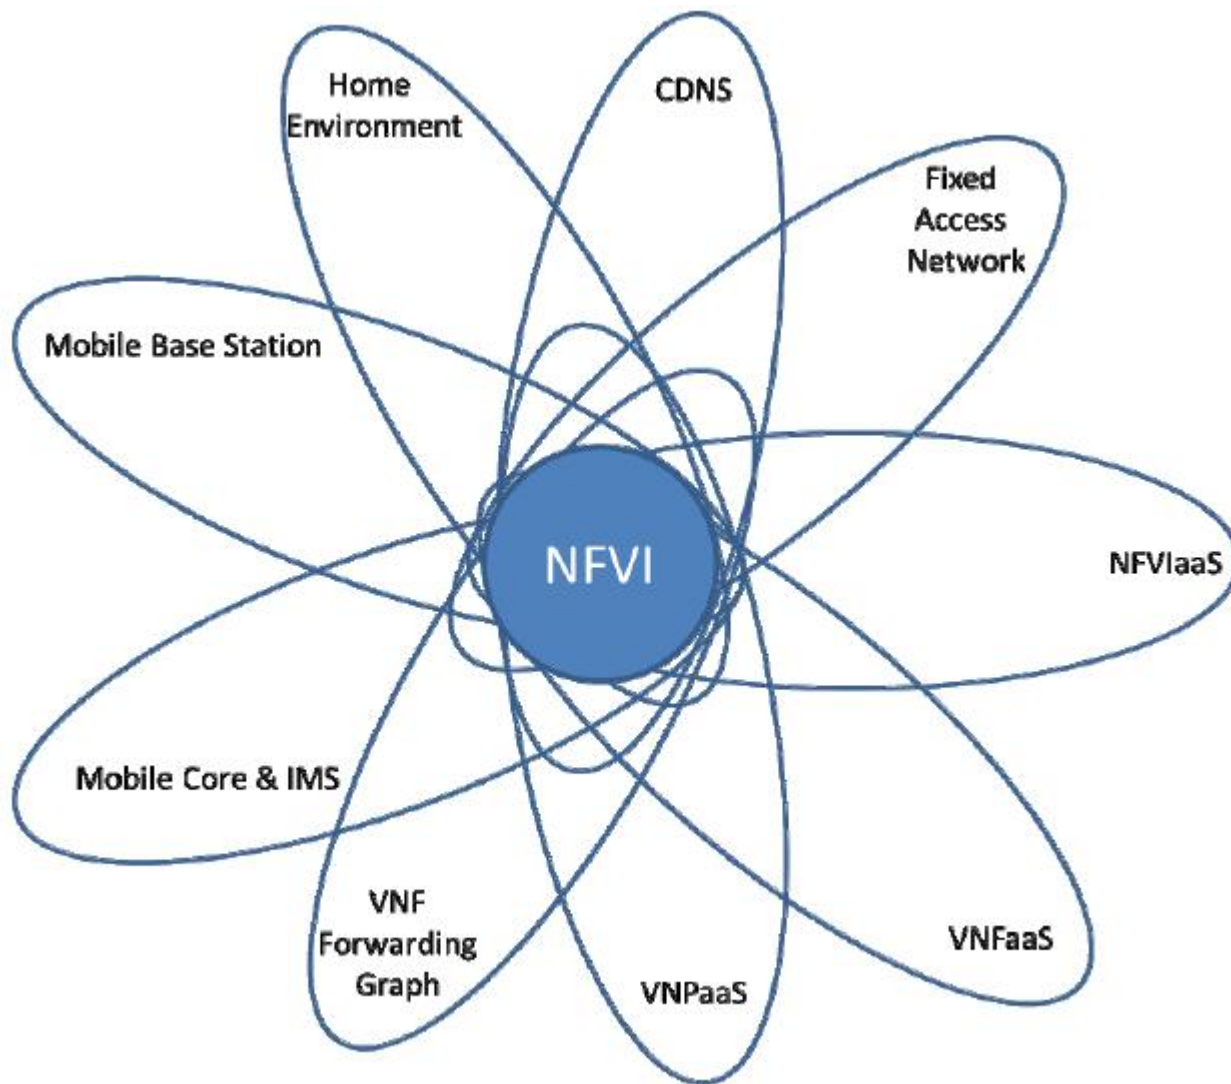 Home
Environment
CDNS
Fixed
Access
Network
Mobile Base Station
NFVI
NFVIaaS
Mobile Core & IMS
VNF
Forwarding
Graph
VNPaaS
VNFaaS